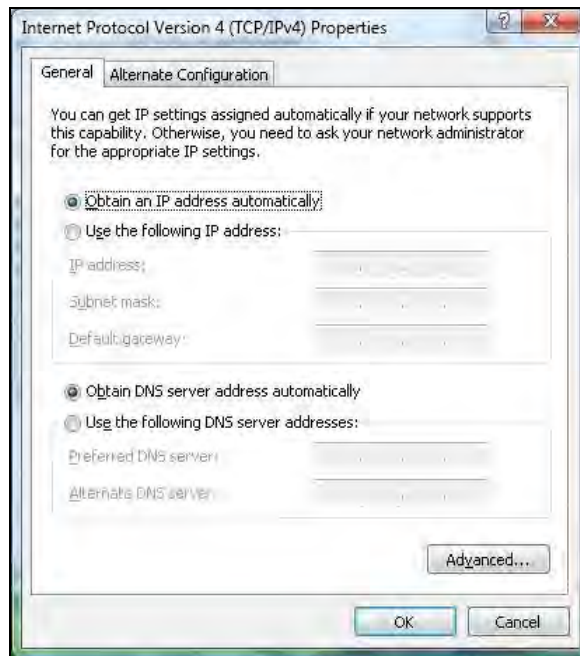 Internet Protocol Version 4 (TCP/IPv4) Properties
General
Alternate Configuration
You can get IP settings assigned automatically if your network supports
this capability. Otherwise, you need to ask your network administrator
for the appropriate IP settings.
Obtain an IP address automatically
Use the following IP address:
IP address:
Subnet mask:
Default gateway:
Obtain DNS server address automatically
Use the following DNS server addresses:
Preferred DNS server:
Alternate DNS server:
Advanced...
OK
Cancel